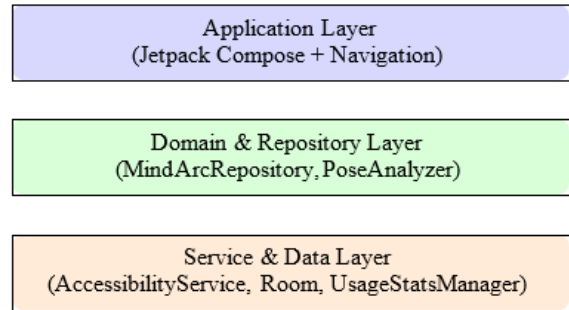 Application Layer
(Jetpack Compose + Navigation)
Domain & Repository Layer
(MindArcRepository, PoseAnalyzer)
Service & Data Layer
(AccessibilityService, Room, UsageStatsManager)